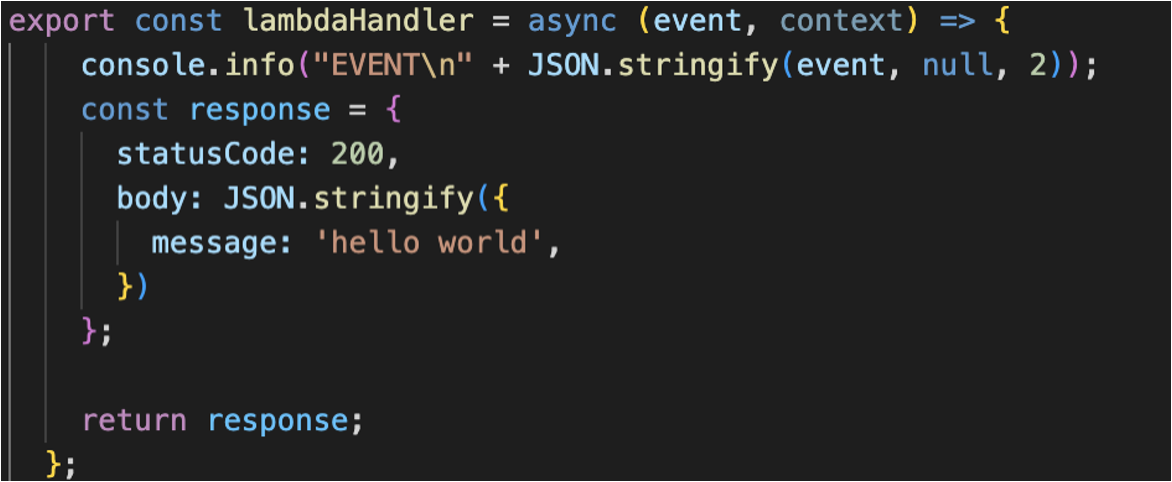 export const lambdaHandler = async (event, context) => {
console.info("EVENT\n" + JSON.stringify(event, null, 2));
const response = {
statusCode: 200,
body: JSON.stringify({
message: 'hello world',
})
};
return response;
};